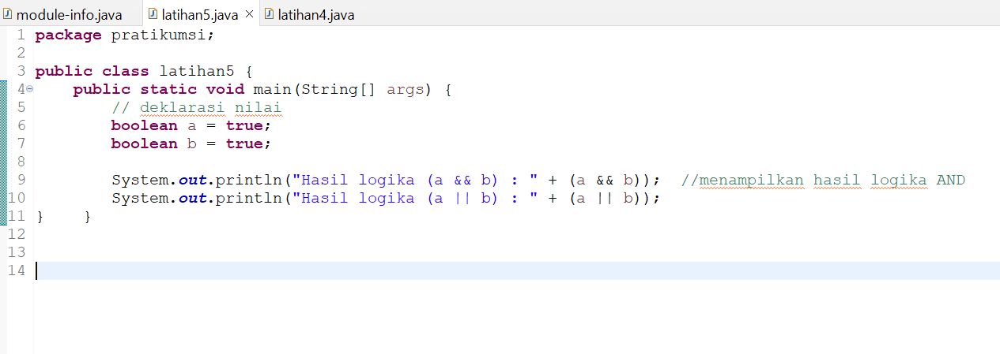 module-info.java latihan5.java latihan4.java
1 package pratikumsi;
2
3 public class latihan5 {
4 public static void main(String[] args) {
5 // deklarasi nilai
6 boolean a = true;
7 boolean b = true;
8
9 System.out.println("Hasil logika (a && b) : " + (a && b)); //menampilkan hasil logika AND
10 System.out.println("Hasil logika (a || b) : " + (a || b));
11 } }
12
13
14